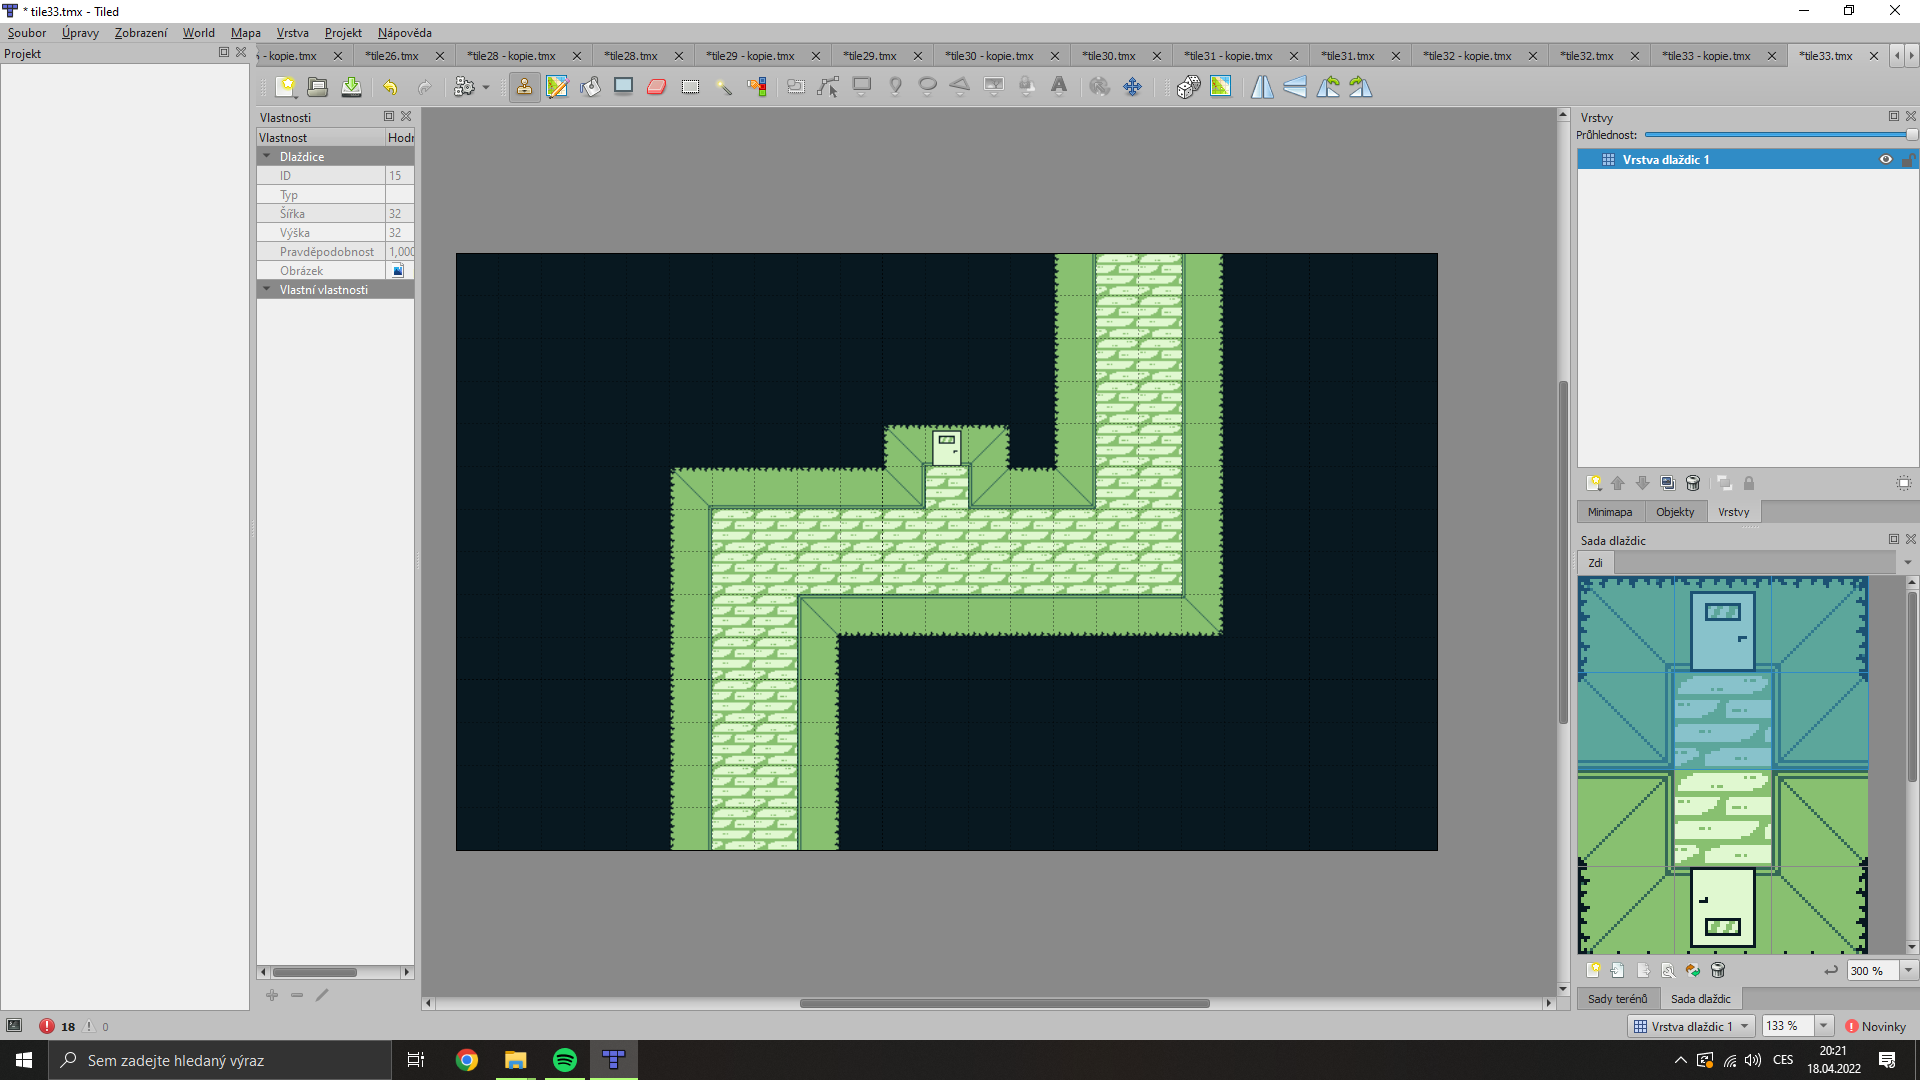 * tile33.tmx - Tiled
Soubor Úpravy Zobrazení World Mapa Vrstva Projekt Nápověda
Projekt
- kopie.tmx *tile26.tmx *tile28 - kopie.tmx *tile28.tmx *tile29 - kopie.tmx *tile29.tmx *tile30 - kopie.tmx *tile30.tmx *tile31 - kopie.tmx *tile31.tmx *tile32 - kopie.tmx *tile32.tmx *tile33 - kopie.tmx *tile33.tmx
Vlastnosti
Vlastnost Hodr
Dlaždice
ID 15
Typ
Šířka 32
Výška 32
Pravděpodobnost 1,000
Obrázek
Vlastní vlastnosti
Vrstvy
Průhlednost:
Vrstva dlaždic 1
Minimapa Objekty Vrstvy
Sada dlaždic
Zdi
300 %
Sady terénů Sada dlaždic
18 0
Vrstva dlaždic 1 133 % Novinky
Sem zadejte hledaný výraz
CES
20:21
18.04.2022